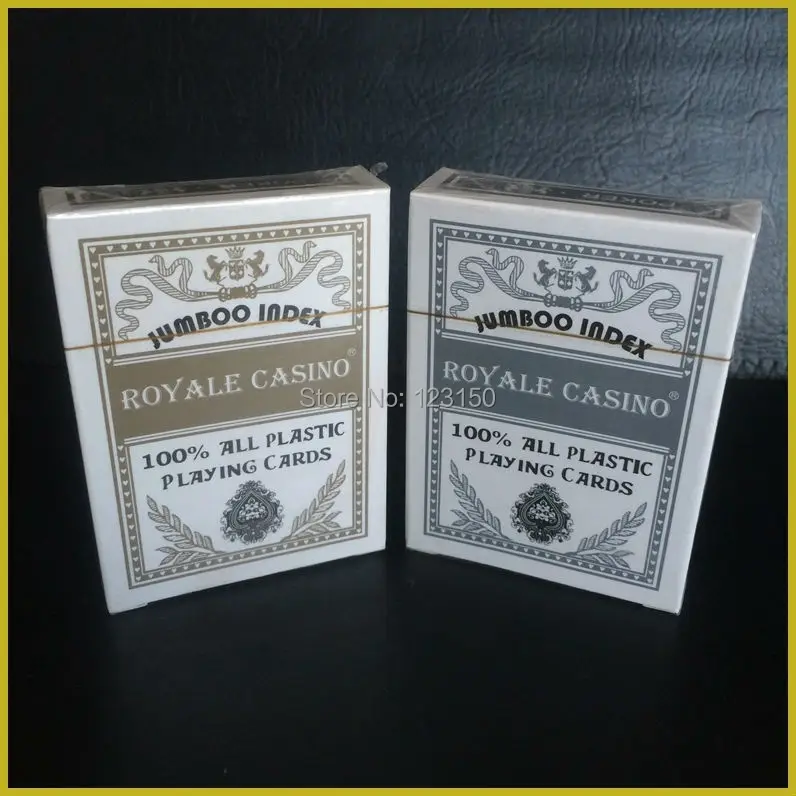 JUMBOO INDEX
ROYALE CASINO®
100% ALL PLASTIC
PLAYING CARDS
POKER
JUMBOO INDEX
ROYALE CASINO®
100% ALL PLASTIC
PLAYING CARDS
Store No: 123150